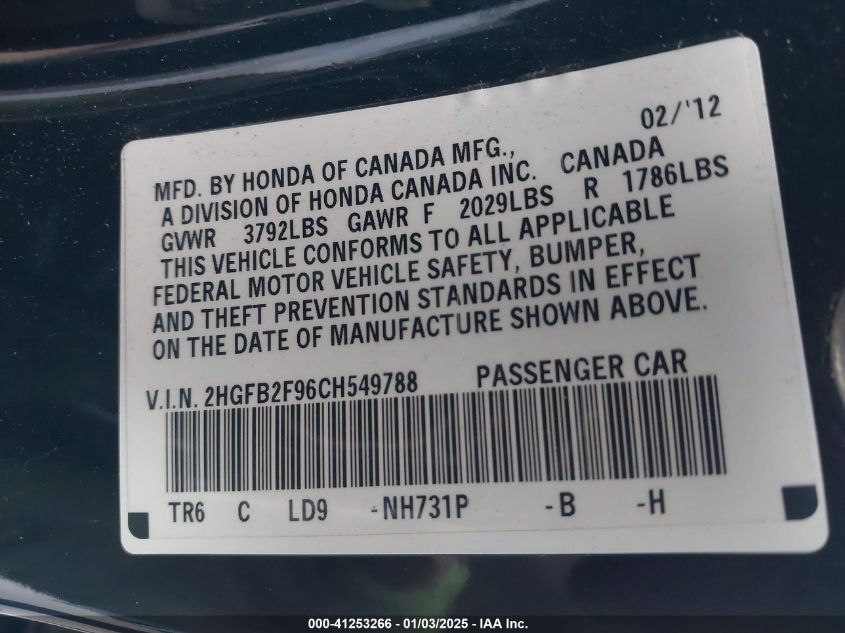 02/'12
MFD. BY HONDA OF CANADA MFG.,
A DIVISION OF HONDA CANADA INC. CANADA
GVWR 3792LBS GAWR F 2029LBS R 1786LBS
THIS VEHICLE CONFORMS TO ALL APPLICABLE
FEDERAL MOTOR VEHICLE SAFETY, BUMPER,
AND THEFT PREVENTION STANDARDS IN EFFECT
ON THE DATE OF MANUFACTURE SHOWN ABOVE.
V.I.N. 2HGFB2F96CH549788 PASSENGER CAR
TR6 C LD9 -NH731P -B -H
000-41253266 - 01/03/2025 - IAA Inc.